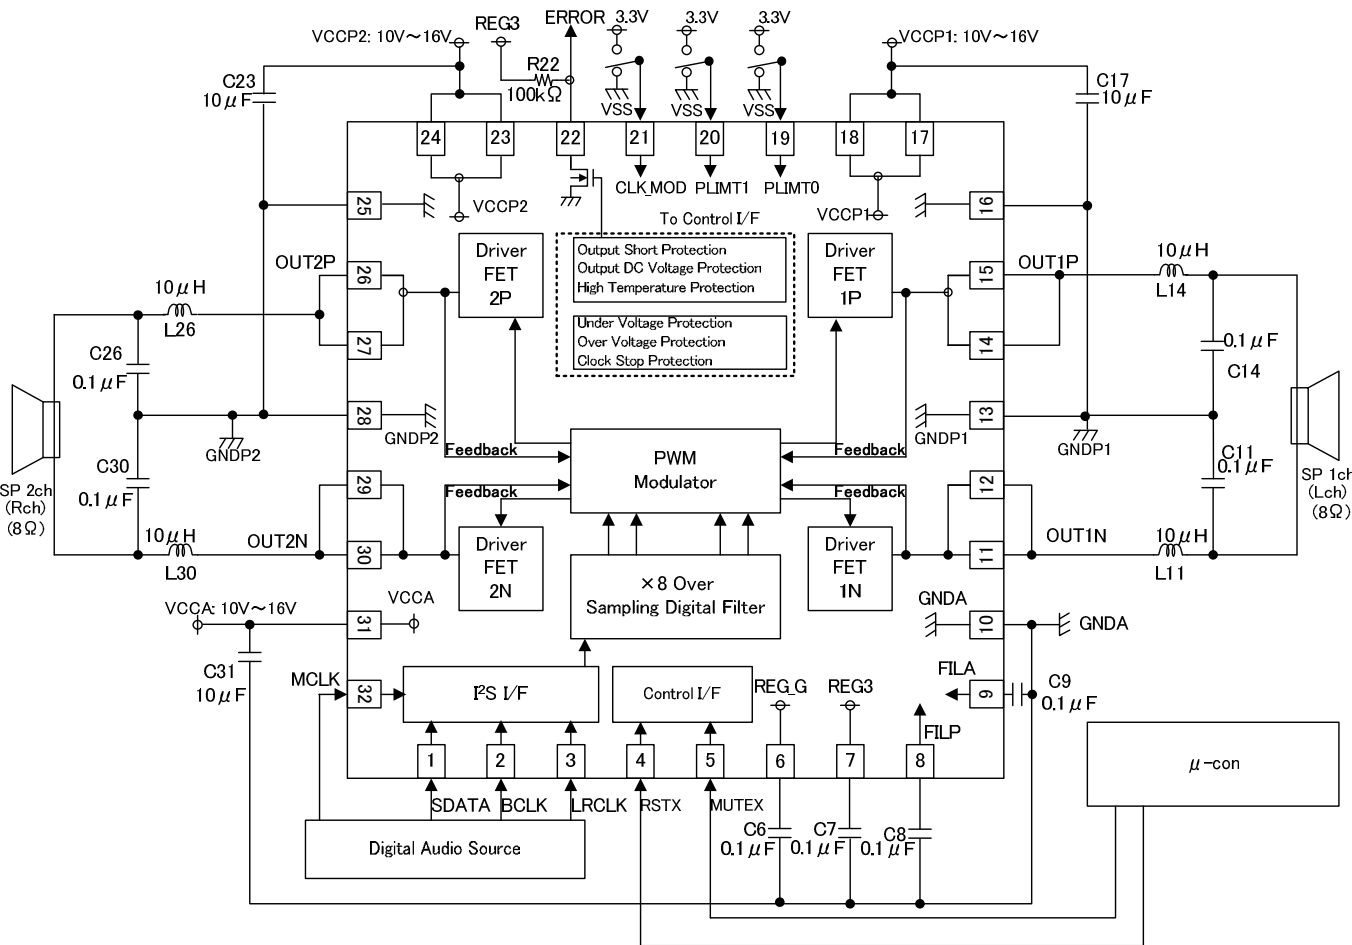 ERROR
3.3V
3.3V
3.3V
REG3
VCCP2: 10V～16V
VCCP1: 10V～16V
R22
100kΩ
C23
10μF
C17
10μF
VSS
VSS
VSS
24
23
22
21
20
19
18
17
CLK_MOD
PLIMT1
PLIMT0
VCCP2
VCCP1
To Control I/F
25
16
Driver
FET
2P
Output Short Protection
Output DC Voltage Protection
High Temperature Protection
Under Voltage Protection
Over Voltage Protection
Clock Stop Protection
Driver
FET
1P
OUT2P
26
15
OUT1P
10μH
L26
10μH
L14
27
14
C26
0.1μF
0.1μF
C14
28
GNDP2
GNDP2
13
GNDP1
GNDP1
Feedback
Feedback
PWM
Modulator
Feedback
Feedback
SP 2ch
(Rch)
(8Ω)
C30
0.1μF
C11
0.1μF
SP 1ch
(Lch)
(8Ω)
29
12
10μH
L30
OUT2N
30
Driver
FET
2N
×8 Over
Sampling Digital Filter
Driver
FET
1N
11
OUT1N
10μH
L11
VCCA: 10V～16V
31
VCCA
GNDA
10
GNDA
C31
10μF
MCLK
32
I²S I/F
Control I/F
REG_G
REG3
FILA
9
C9
0.1μF
FILP
1
2
3
4
5
6
7
8
μ-con
SDATA
BCLK
LRCLK
RSTX
MUTEX
C6
0.1μF
C7
0.1μF
C8
0.1μF
Digital Audio Source